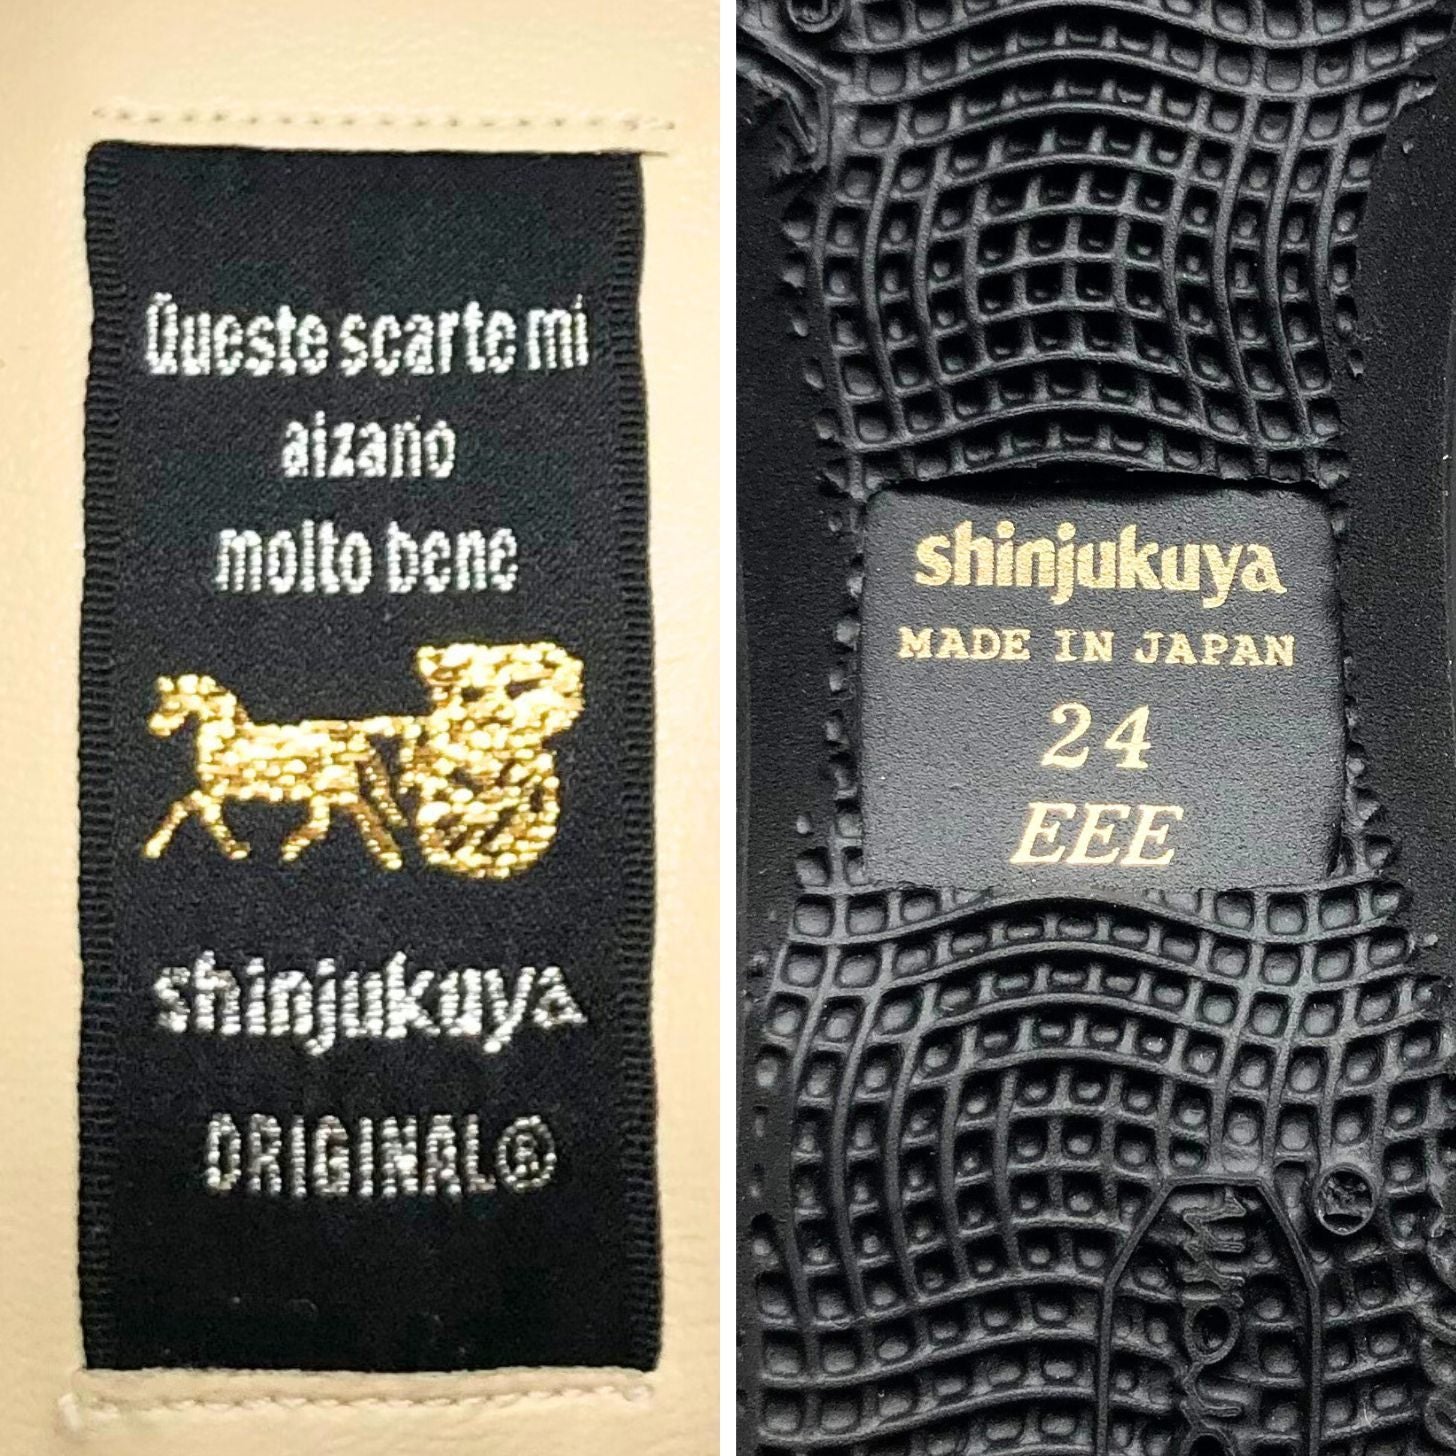 Queste scarte mi
aizano
molto bene
shinjukuya
ORIGINAL®
shinjukuya
MADE IN JAPAN
24
EEE